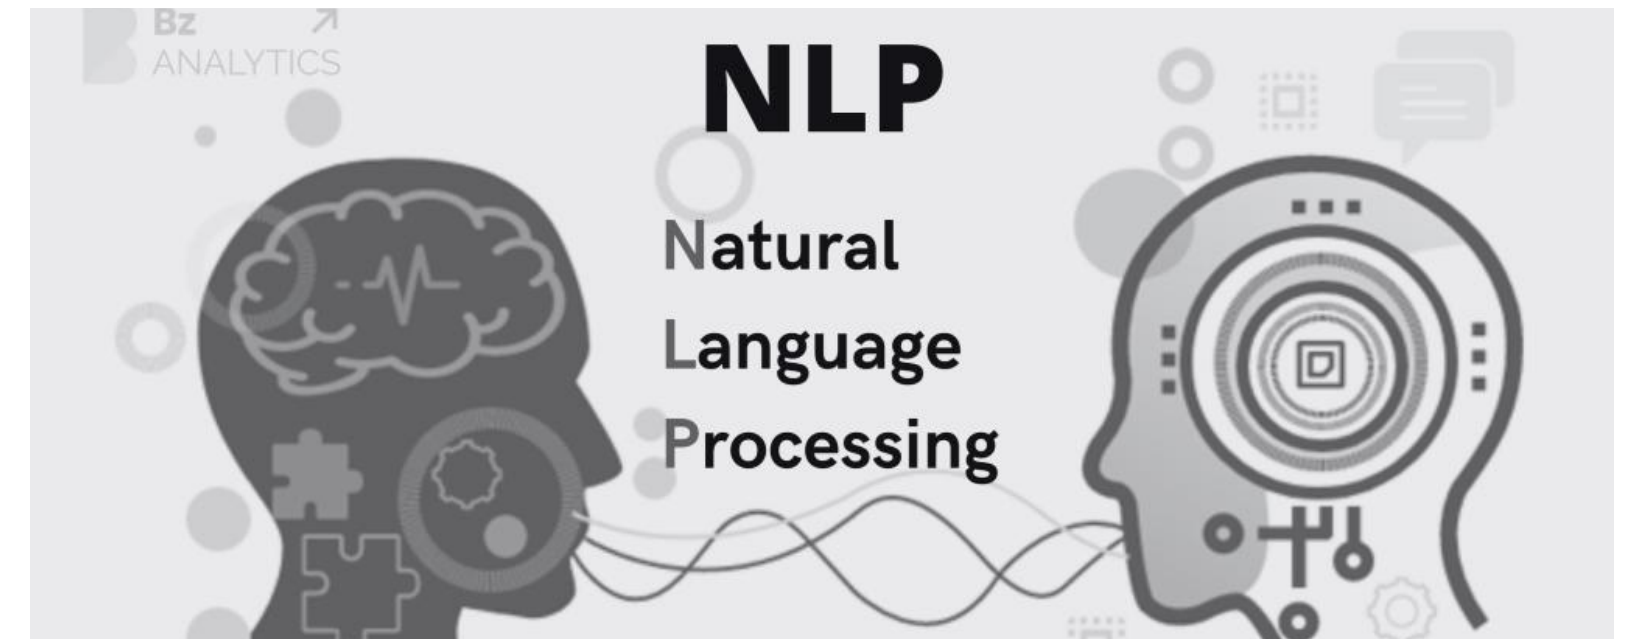 Bz
ANALYTICS
NLP
Natural
Language
Processing